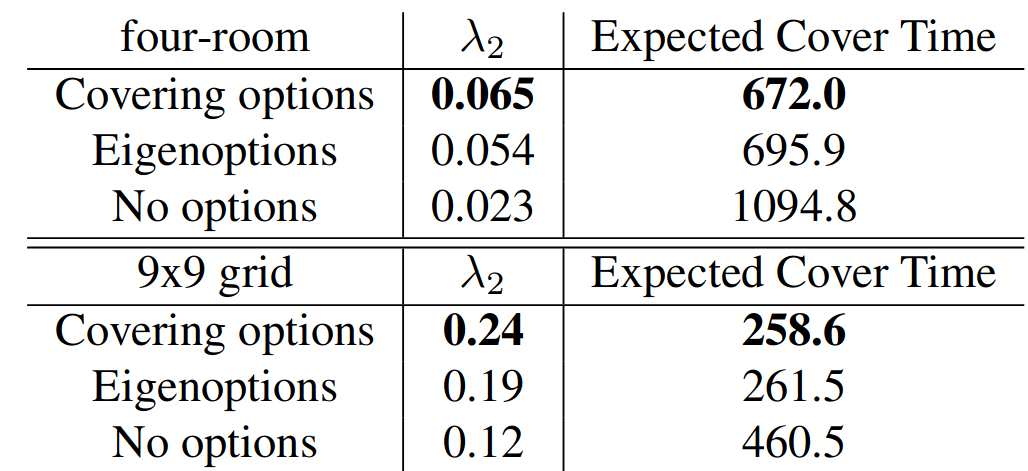 four-room λ₂ Expected Cover Time
Covering options 0.065 672.0
Eigenoptions 0.054 695.9
No options 0.023 1094.8
9x9 grid λ₂ Expected Cover Time
Covering options 0.24 258.6
Eigenoptions 0.19 261.5
No options 0.12 460.5